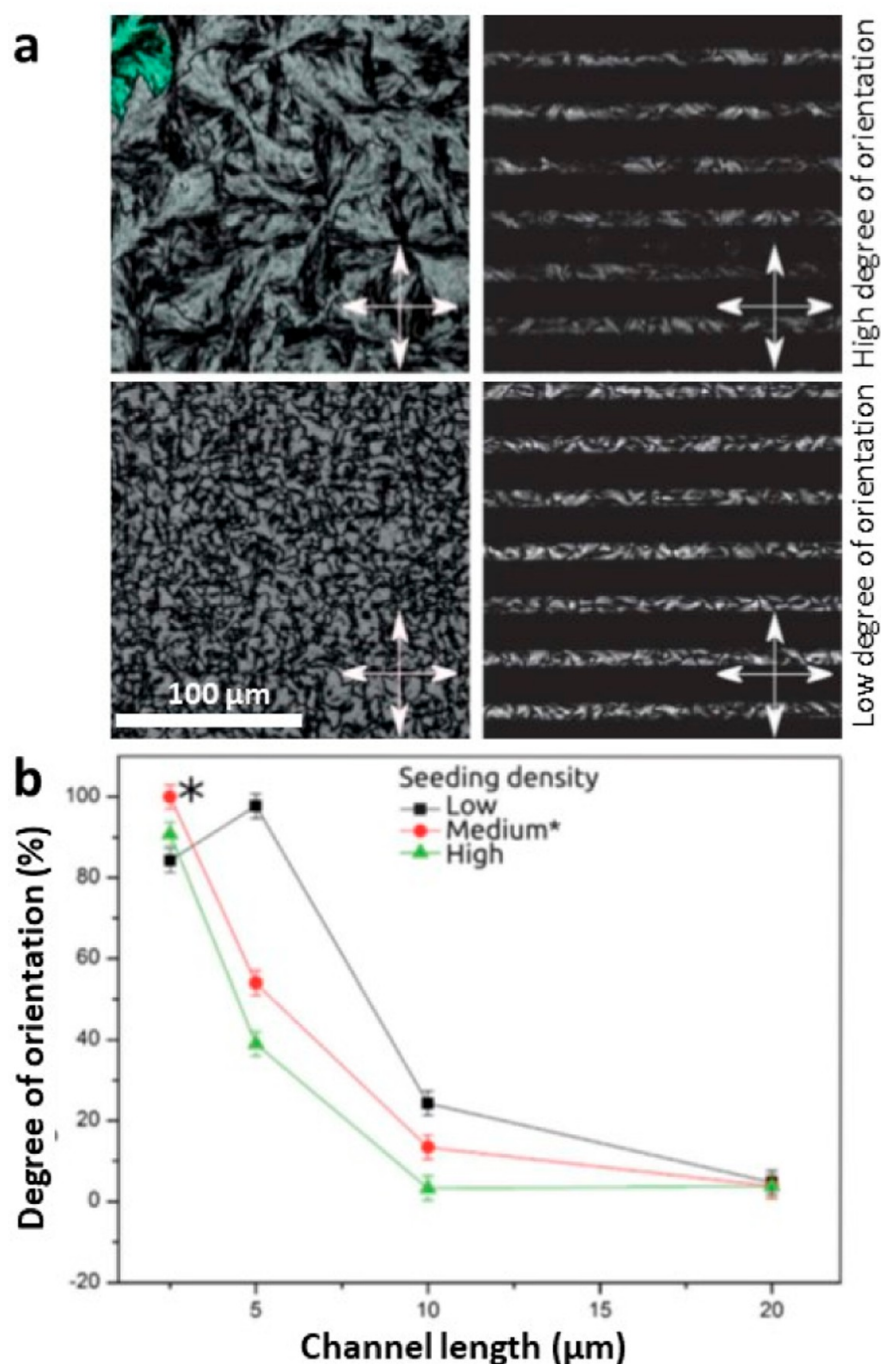 a
High degree of orientation
Low degree of orientation
100 µm
b
Seeding density
Low
Medium*
High
*
Degree of orientation (%)
100
80
60
40
20
0
-20
5
10
15
20
Channel length (µm)